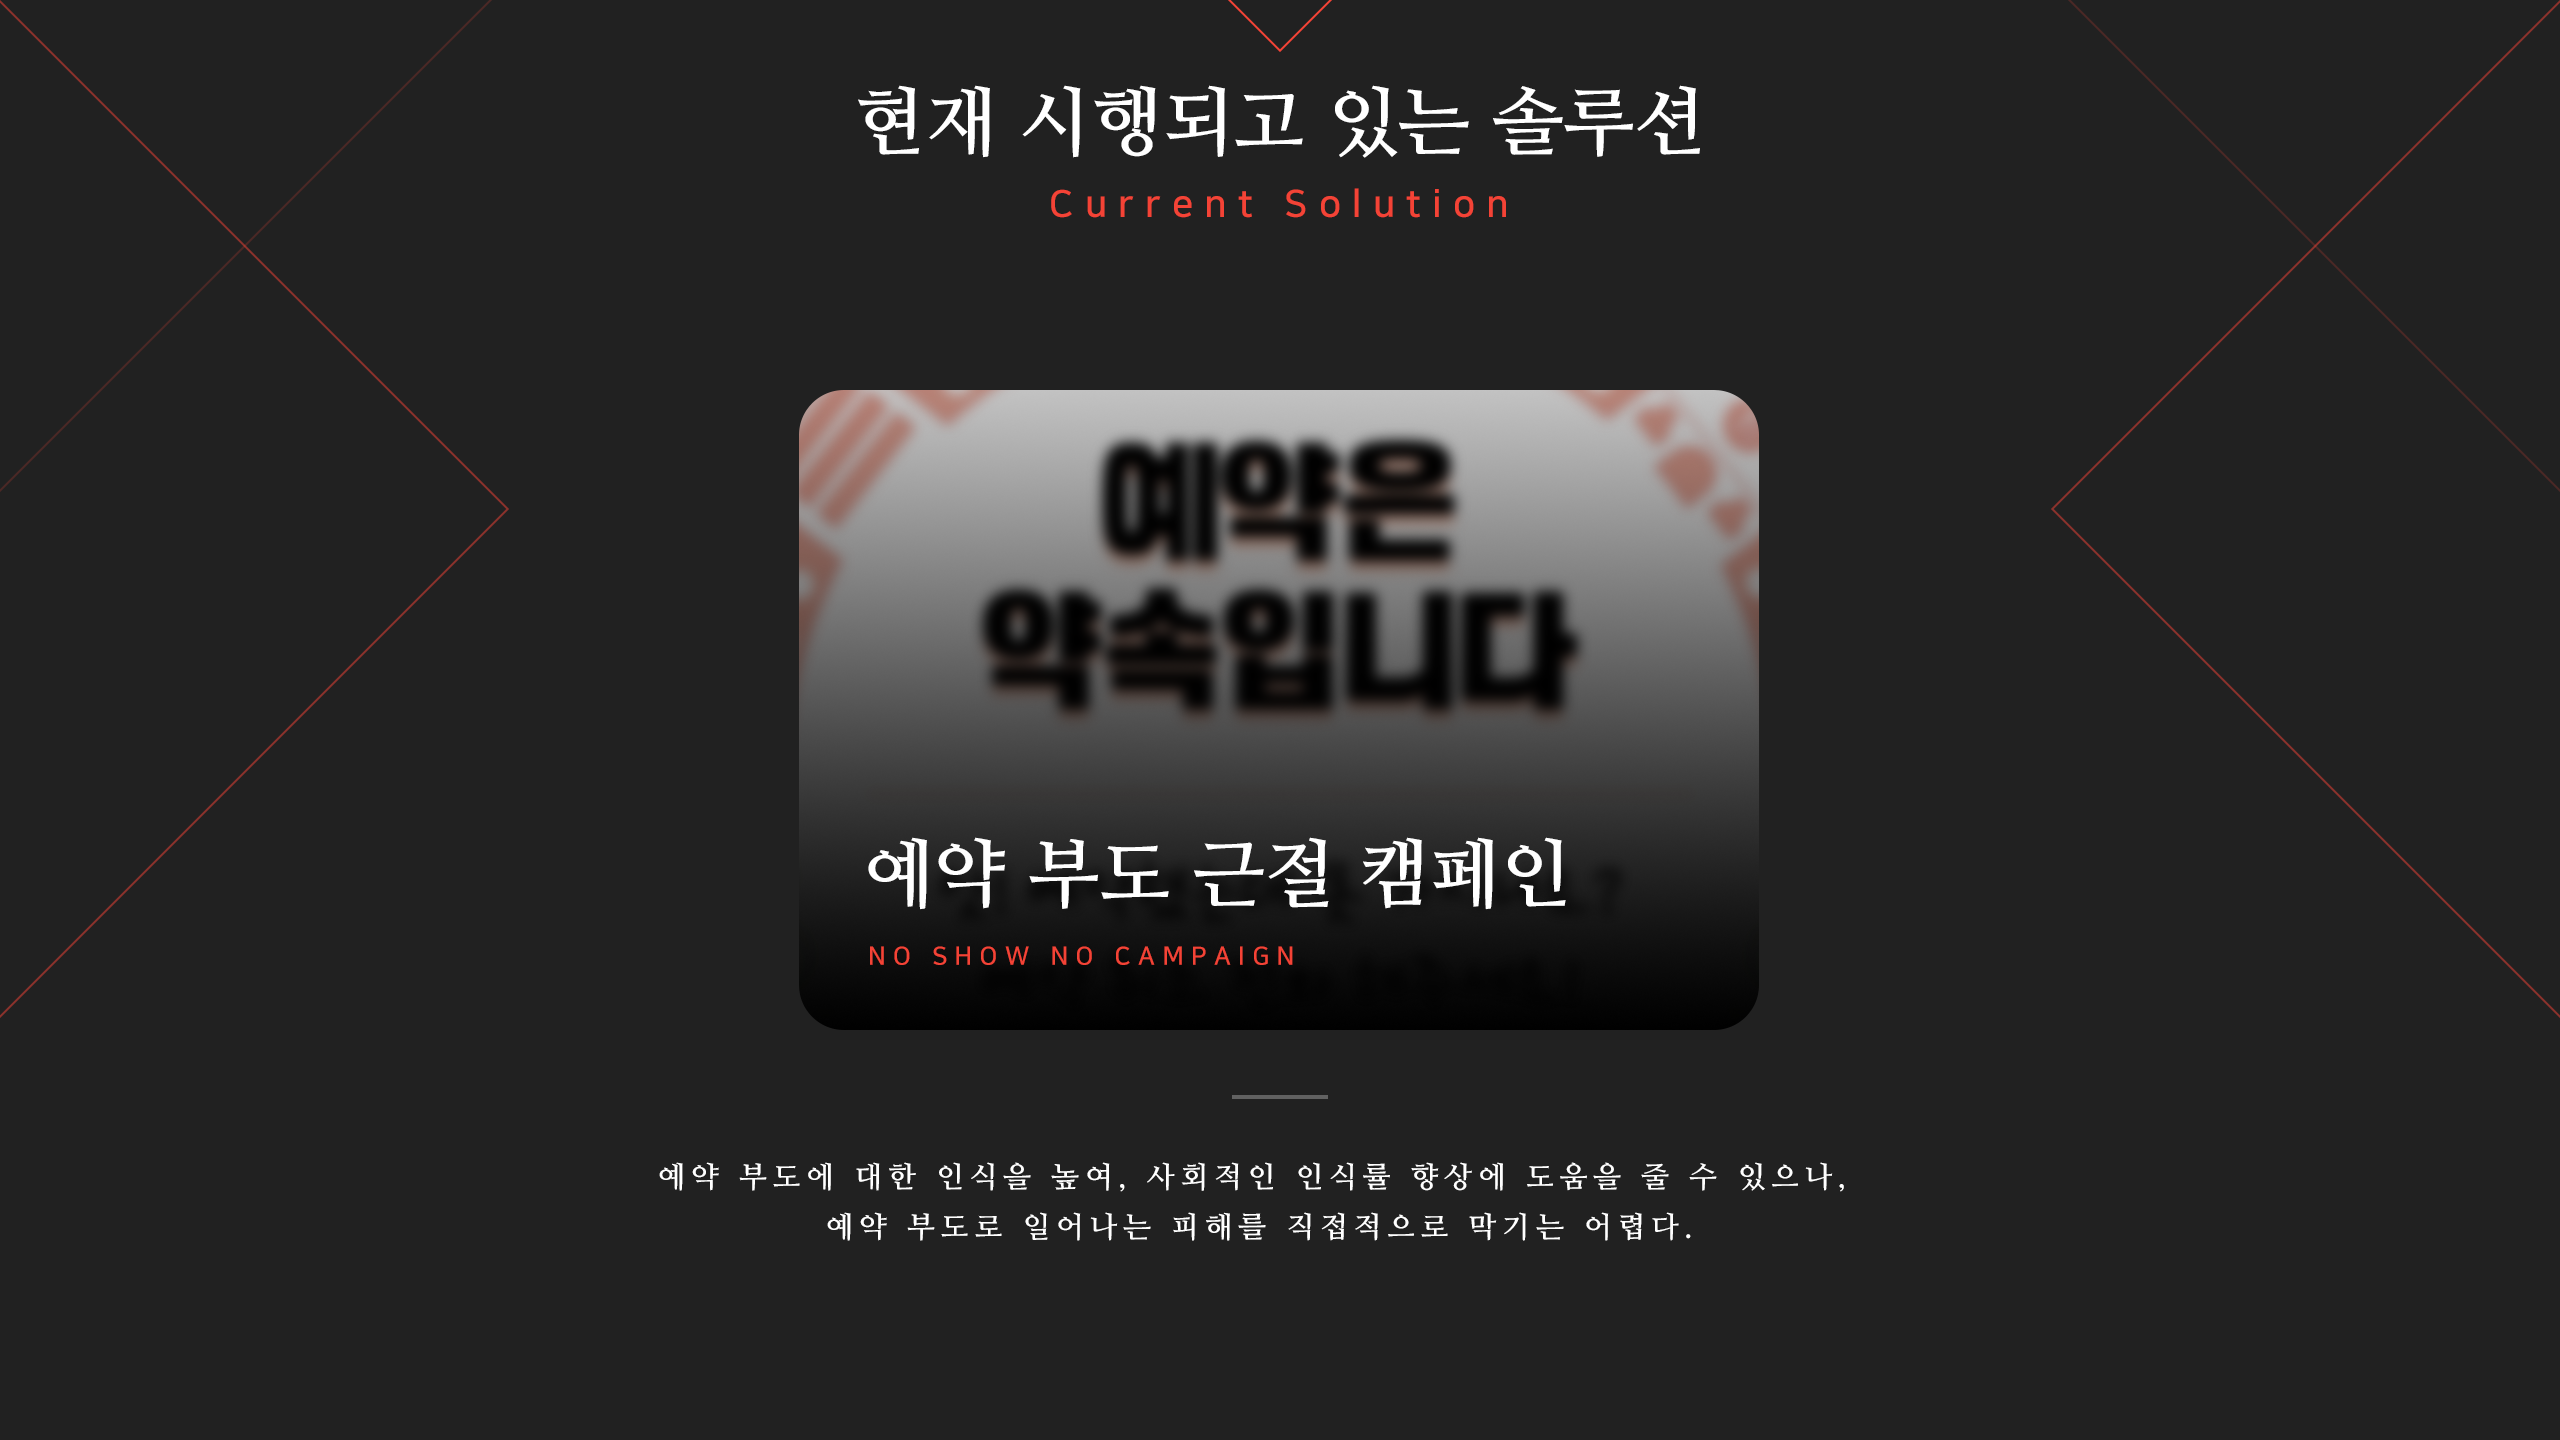 현재 시행되고 있는 솔루션
Current Solution
예약은
약속입니다
예약 부도 근절 캠페인
NO SHOW NO CAMPAIGN
예약 부도에 대한 인식을 높여, 사회적인 인식률 향상에 도움을 줄 수 있으나,
예약 부도로 일어나는 피해를 직접적으로 막기는 어렵다.